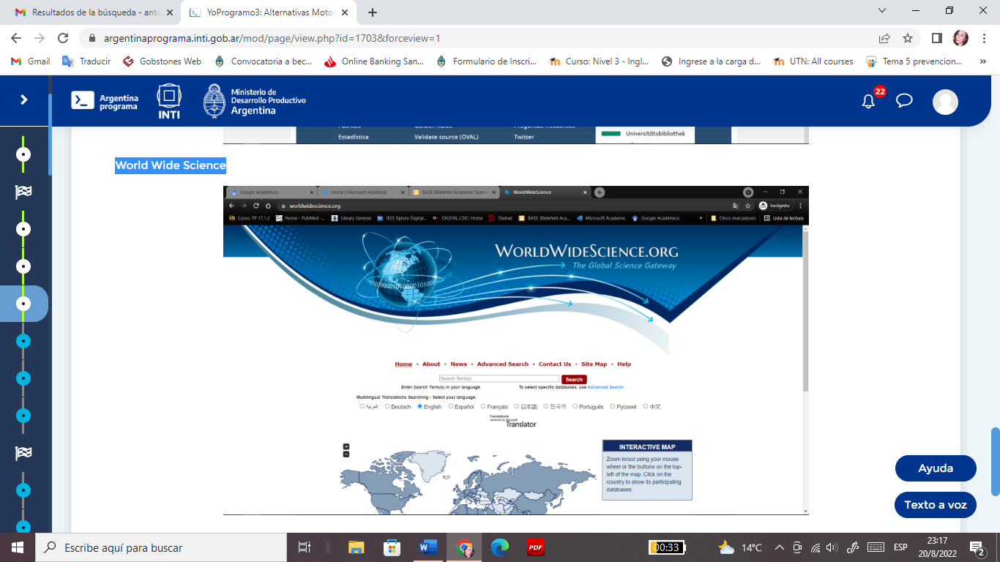 Resultados de la búsqueda - anto
YoPrograma3: Alternativas Motor
argentinaprograma.inti.gob.ar/mod/page/view.php?id=1703&forceview=1
Gmail
Traducir
Gobstones Web
Convocatoria a bec...
Online Banking San...
Formulario de Inscri...
Curso: Nivel 3 - Ingl...
Ingrese a la carga d...
UTN: All courses
Tema 5 prevencion...
Argentina
programa
INTI
Ministerio de
Desarrollo Productivo
Argentina
22
Estadística
Validate source (OVAL)
Twitter
Universitätsbibliothek
World Wide Science
Google Académico
Home | Microsoft Academic
BASE (Bielefeld Academic Search
WorldWideScience
worldwidescience.org
Incógnito
Curso: TP 17.1.2
Home - PubMed -...
Library Genesis
IEEE Xplore Digital...
DIGITAL.CSIC: Home
Dialnet
BASE (Bielefeld Aca...
Microsoft Academic
Google Académico
»
Otros marcadores
Lista de lectura
WORLDWIDESCIENCE.ORG
The Global Science Gateway
Home • About • News • Advanced Search • Contact Us • Site Map • Help
Search Term(s)
Search
Enter Search Term(s) in your language
To select specific databases, use Advanced Search
Multilingual Translations Searching - Select your language:
العربية Deutsch English Español Français 日本語 한국어 Português Русский 中文
Translations
powered by Microsoft®
Translator
INTERACTIVE MAP
Zoom in/out using your mouse
wheel or the buttons on the top-
left of the map. Click on the
country to show its participating
databases.
Ayuda
Texto a voz
Escribe aquí para buscar
PDF
00:33
14°C
ESP
23:17
20/8/2022
2